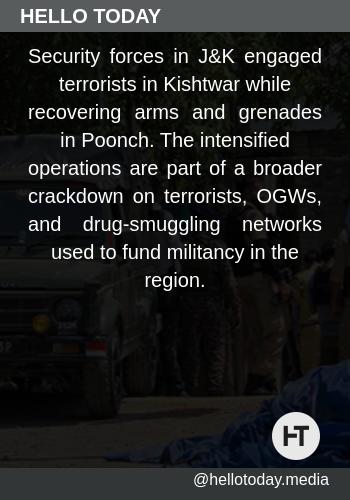 HELLO TODAY
Security forces in J&K engaged
terrorists in Kishtwar while
recovering arms and grenades
in Poonch. The intensified
operations are part of a broader
crackdown on terrorists, OGWs,
and drug-smuggling networks
used to fund militancy in the
region.
HT
@hellotoday.media